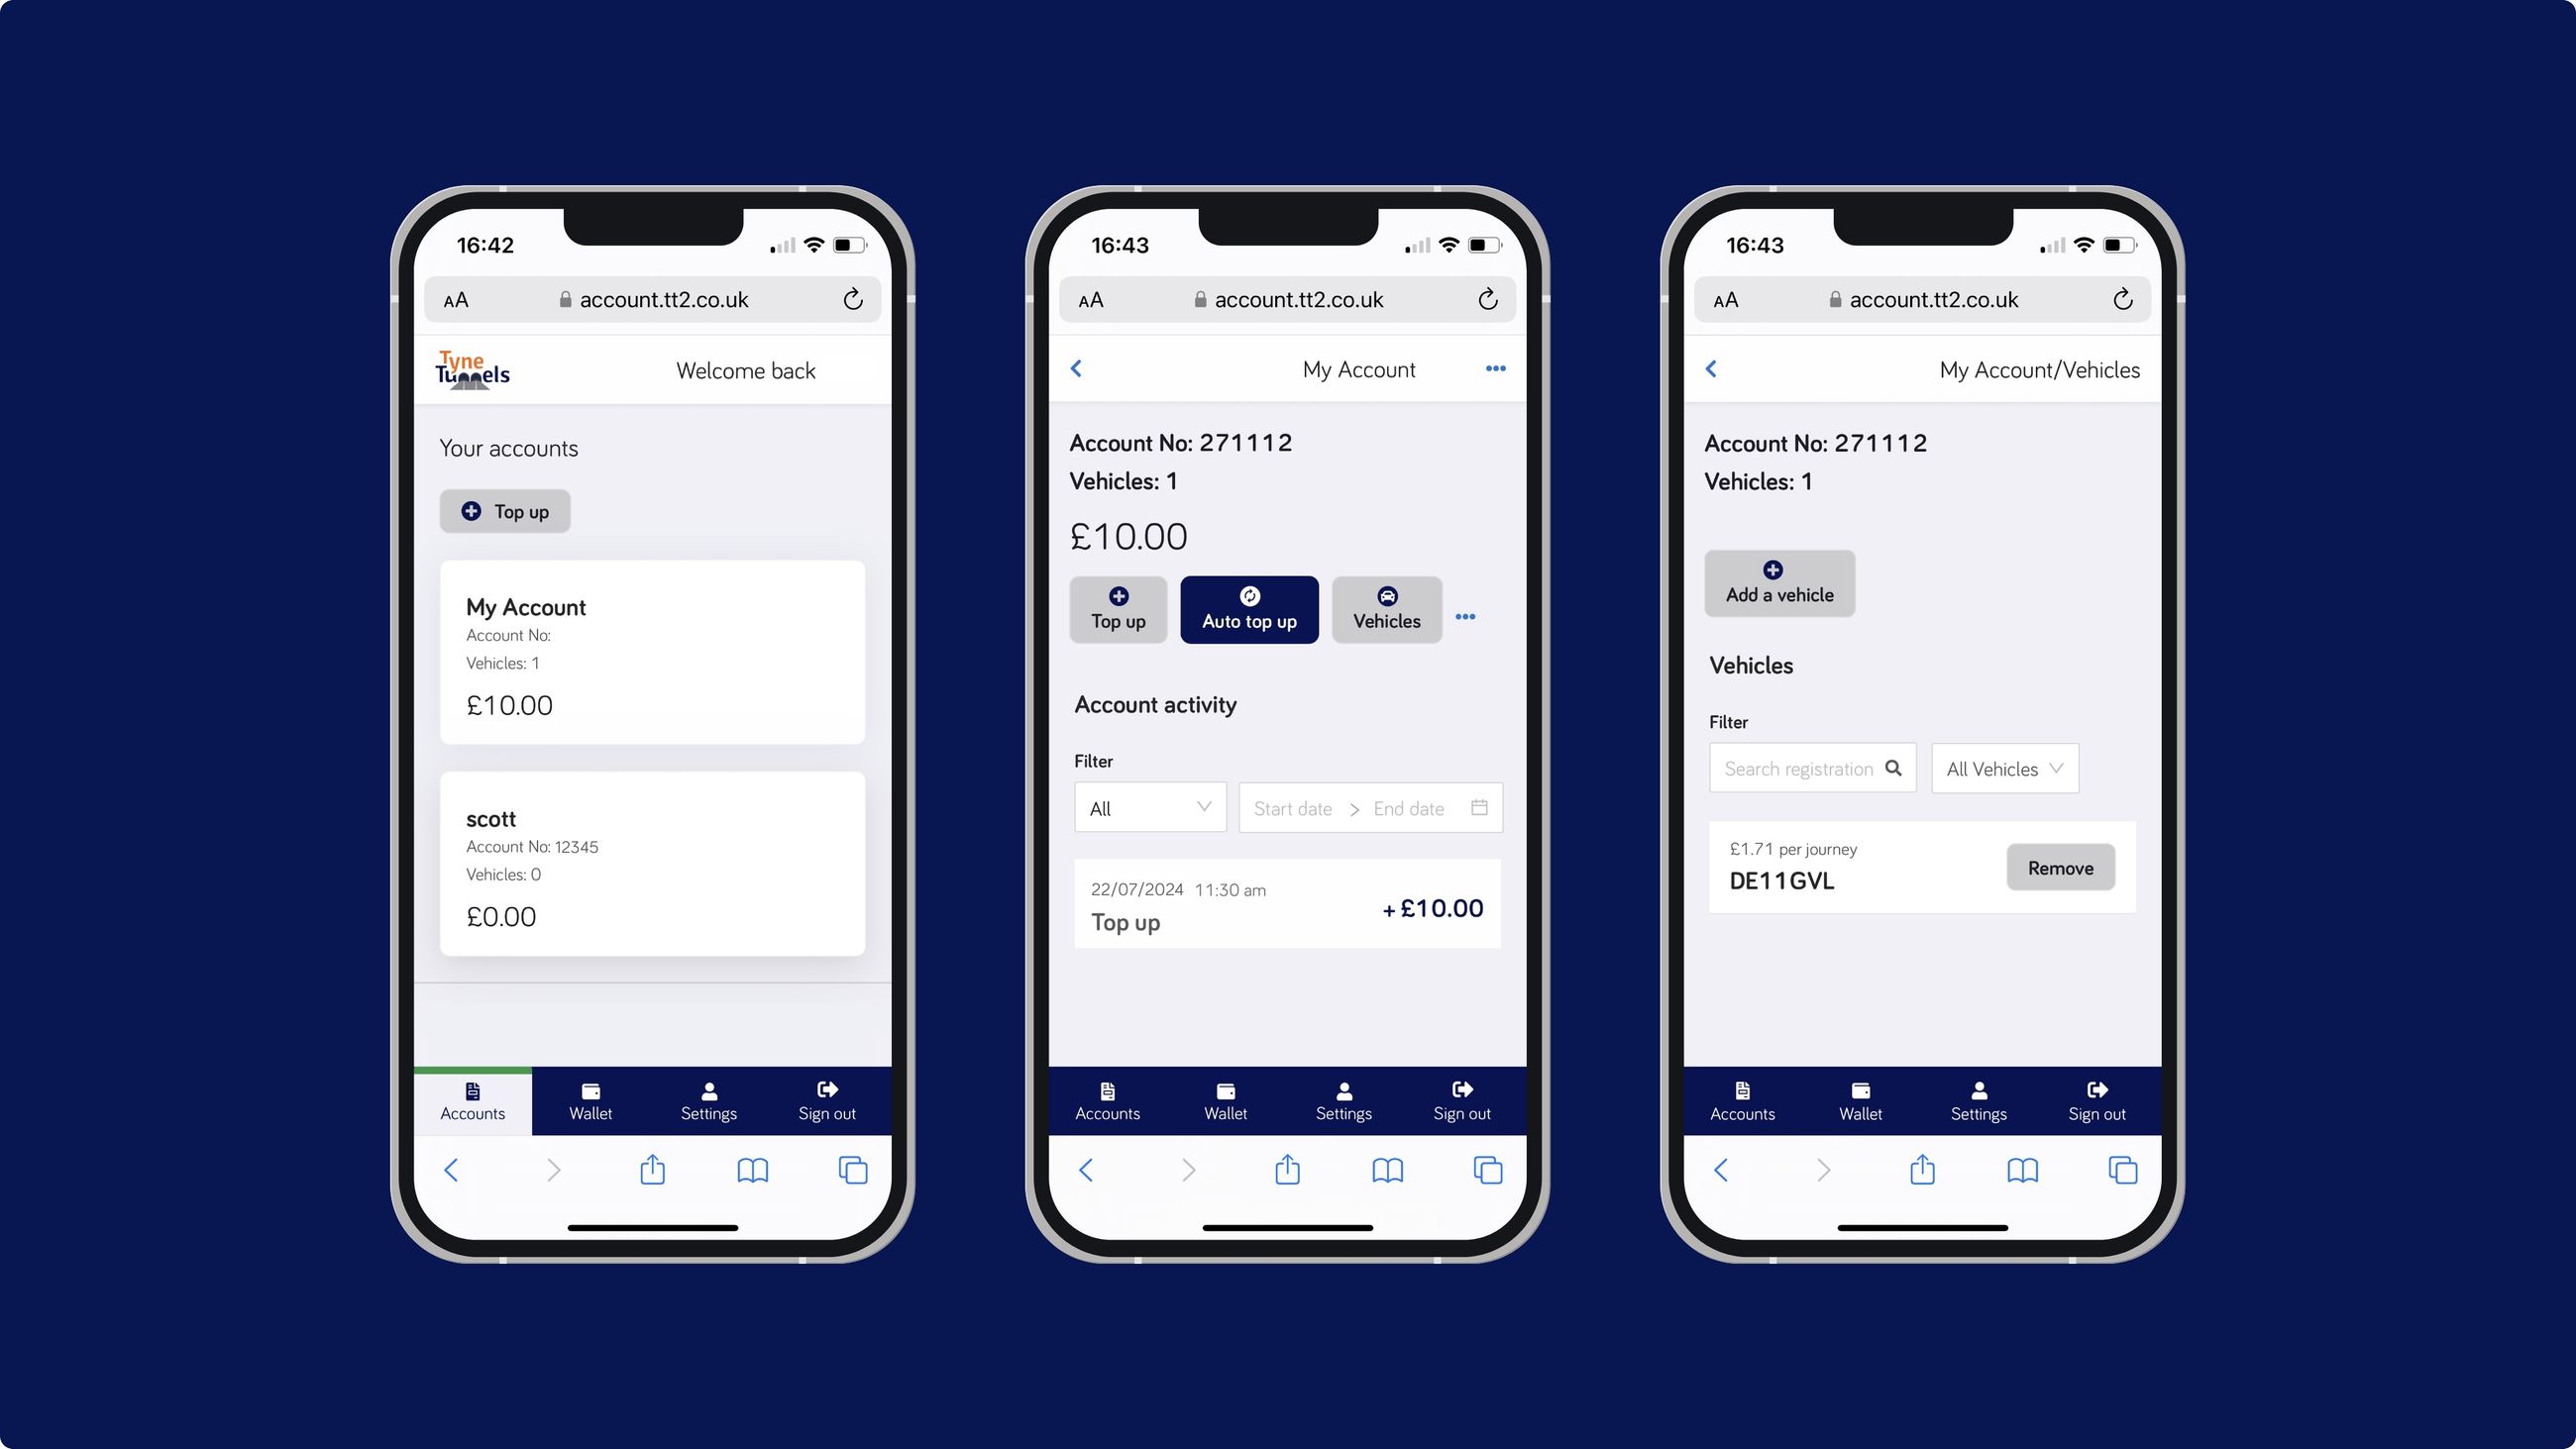 16:42
AA account.tt2.co.uk
Tyne
Tunnels
Welcome back
Your accounts
Top up
My Account
Account No:
Vehicles: 1
£10.00
scott
Account No: 12345
Vehicles: 0
£0.00
Accounts Wallet Settings Sign out
16:43
AA account.tt2.co.uk
My Account
Account No: 271112
Vehicles: 1
£10.00
Top up Auto top up Vehicles
Account activity
Filter
All Start date End date
22/07/2024 11:30 am
Top up
+ £10.00
Accounts Wallet Settings Sign out
16:43
AA account.tt2.co.uk
My Account/Vehicles
Account No: 271112
Vehicles: 1
Add a vehicle
Vehicles
Filter
Search registration All Vehicles
£1.71 per journey
DE11GVL
Remove
Accounts Wallet Settings Sign out